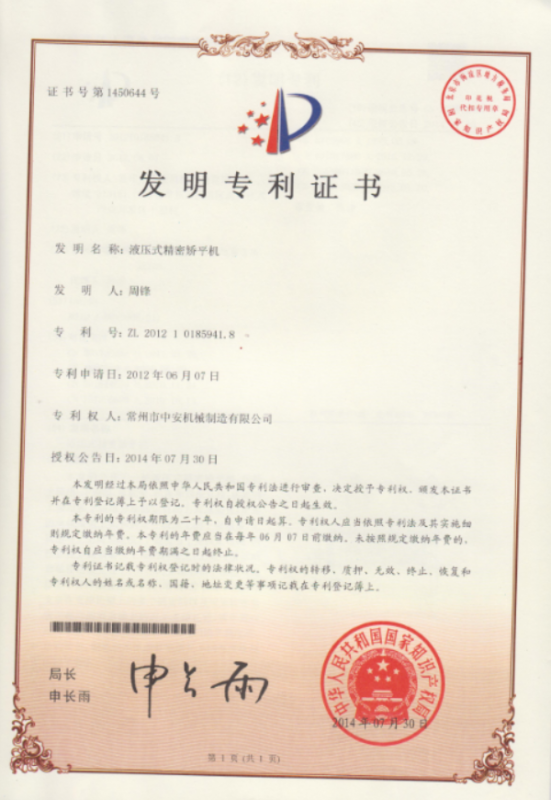 证书号第1450644号
申长雨
代权专用章
发明专利证书
发明名称:液压式精密矫平机
发明人:周锋
专利号:ZL 2012 1 0185941.8
专利申请日:2012年06月07日
专利权人:常州市中安机械制造有限公司
授权公告日:2014年07月30日
本发明经过本局依照中华人民共和国专利法进行审查,决定授予专利权,颁发本证书
并在专利登记簿上予以登记。专利权自授权公告之日起生效。
本专利的专利权期限为二十年,自申请日起算。专利权人应当依照专利法及其实施细
则规定缴纳年费。本专利的年费应当在每年06月07日前缴纳。未按照规定缴纳年费的,
专利权自应当缴纳年费期满之日起终止。
专利证书记载专利权登记时的法律状况。专利权的转移、质押、无效、终止、恢复和
专利权人的姓名或名称、国籍、地址变更等事项记载在专利登记簿上。
局长
申长雨
申长雨
中华人民共和国国家知识产权局
2014年07月30日
第1页(共1页)